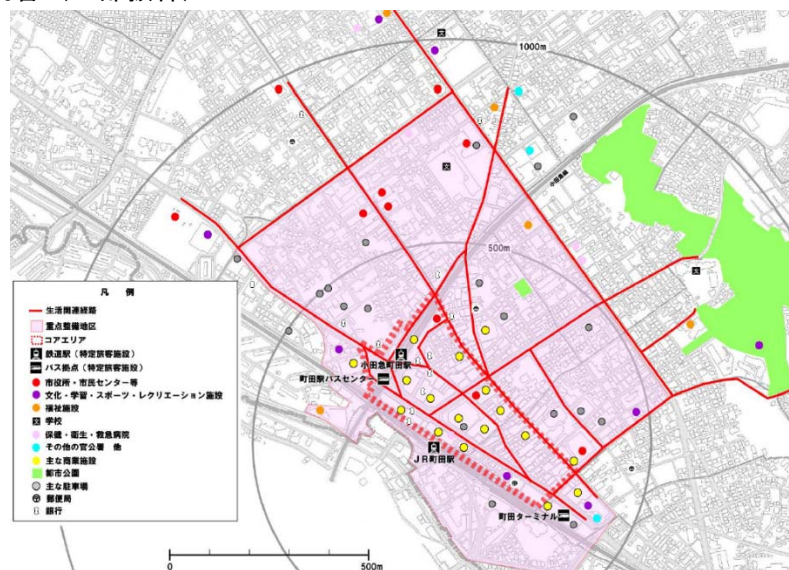 1000m
500m
小田急線
小田急町田駅
町田駅バスセンター
JR町田駅
町田ターミナル
凡 例
生活関連経路
重点整備地区
コアエリア
鉄道駅(特定旅客施設)
バス拠点(特定旅客施設)
市役所・市民センター等
文化・学習・スポーツ・レクリエーション施設
福祉施設
文 学校
保健・衛生・救急病院
その他の官公署 他
主な商業施設
都市公園
主な駐車場
郵便局
銀行
0 500m